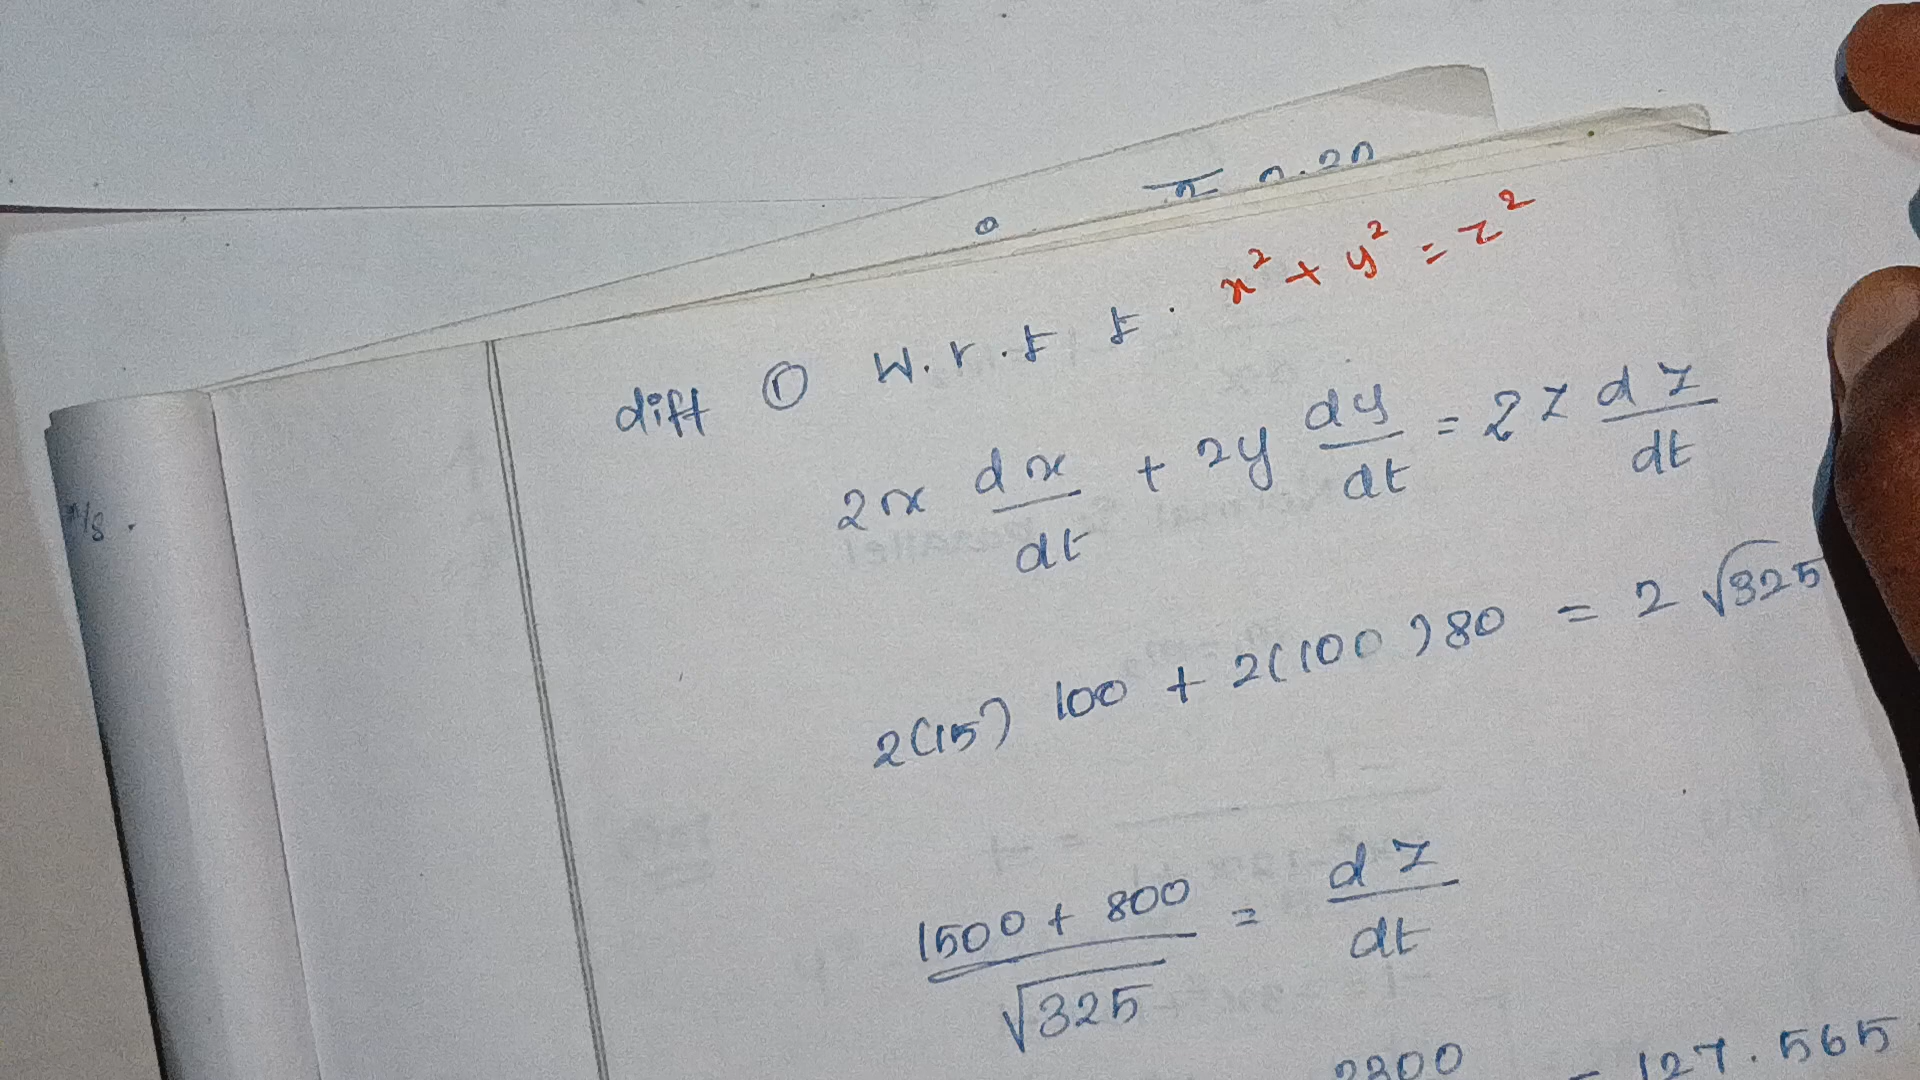 x² + y² = z²
diff ① w.r.t t.
2x dx/dt + 2y dy/dt = 2z dz/dt
2(15) 100 + 2(100) 80 = 2 √325
1500 + 800 / √325 = dz/dt
2300 = 127.565